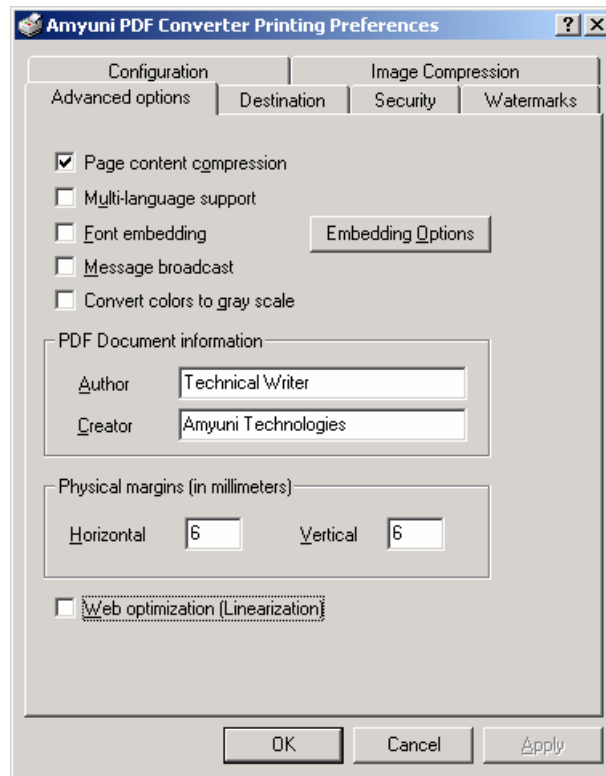 Amyuni PDF Converter Printing Preferences
Configuration Image Compression
Advanced options Destination Security Watermarks
Page content compression
Multi-language support
Font embedding Embedding Options
Message broadcast
Convert colors to gray scale
PDF Document information
Author Technical Writer
Creator Amyuni Technologies
Physical margins (in millimeters)
Horizontal 6 Vertical 6
Web optimization (Linearization)
OK Cancel Apply